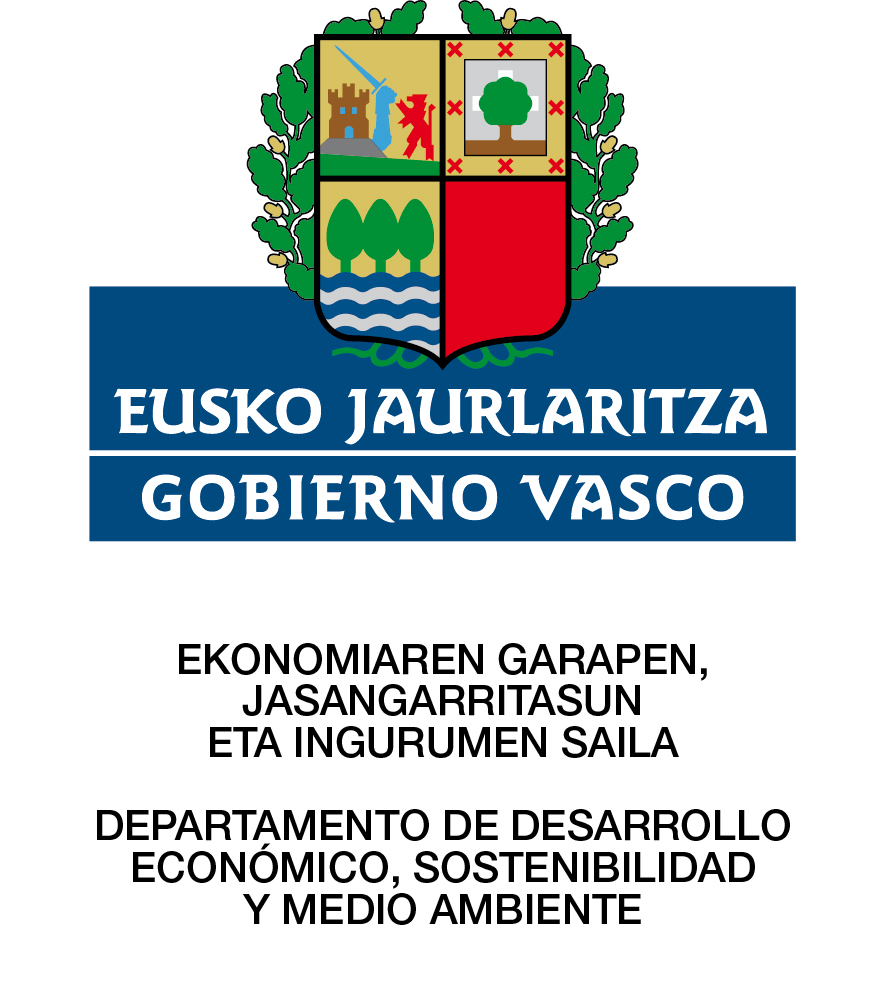 EUSKO JAURLARITZA
GOBIERNO VASCO
EKONOMIAREN GARAPEN,
JASANGARRITASUN
ETA INGURUMEN SAILA
DEPARTAMENTO DE DESARROLLO
ECONÓMICO, SOSTENIBILIDAD
Y MEDIO AMBIENTE